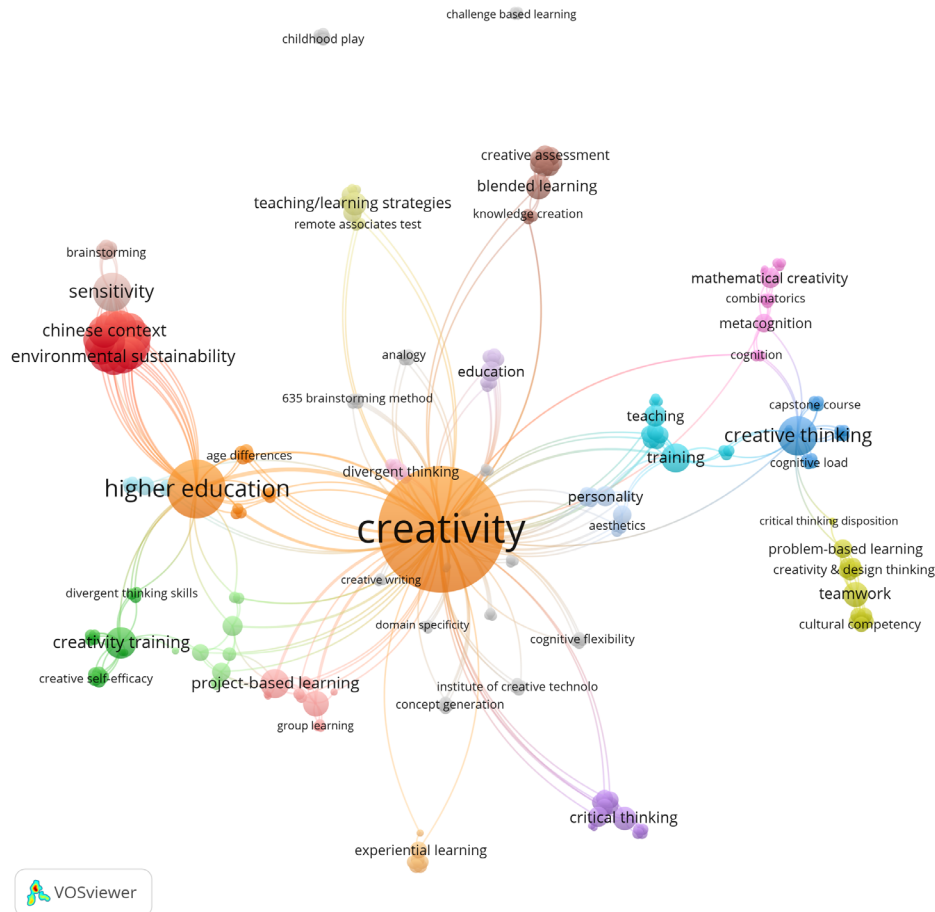 challenge based learning
childhood play
creative assessment
blended learning
knowledge creation
teaching/learning strategies
remote associates test
brainstorming
sensitivity
chinese context
environmental sustainability
mathematical creativity
combinatorics
metacognition
cognition
analogy
education
635 brainstorming method
capstone course
teaching
creative thinking
training
cognitive load
age differences
divergent thinking
higher education
personality
aesthetics
creativity
critical thinking disposition
problem-based learning
creativity & design thinking
teamwork
cultural competency
creative writing
divergent thinking skills
domain specificity
cognitive flexibility
creativity training
creative self-efficacy
project-based learning
institute of creative technolo
concept generation
group learning
critical thinking
experiential learning
VOSviewer